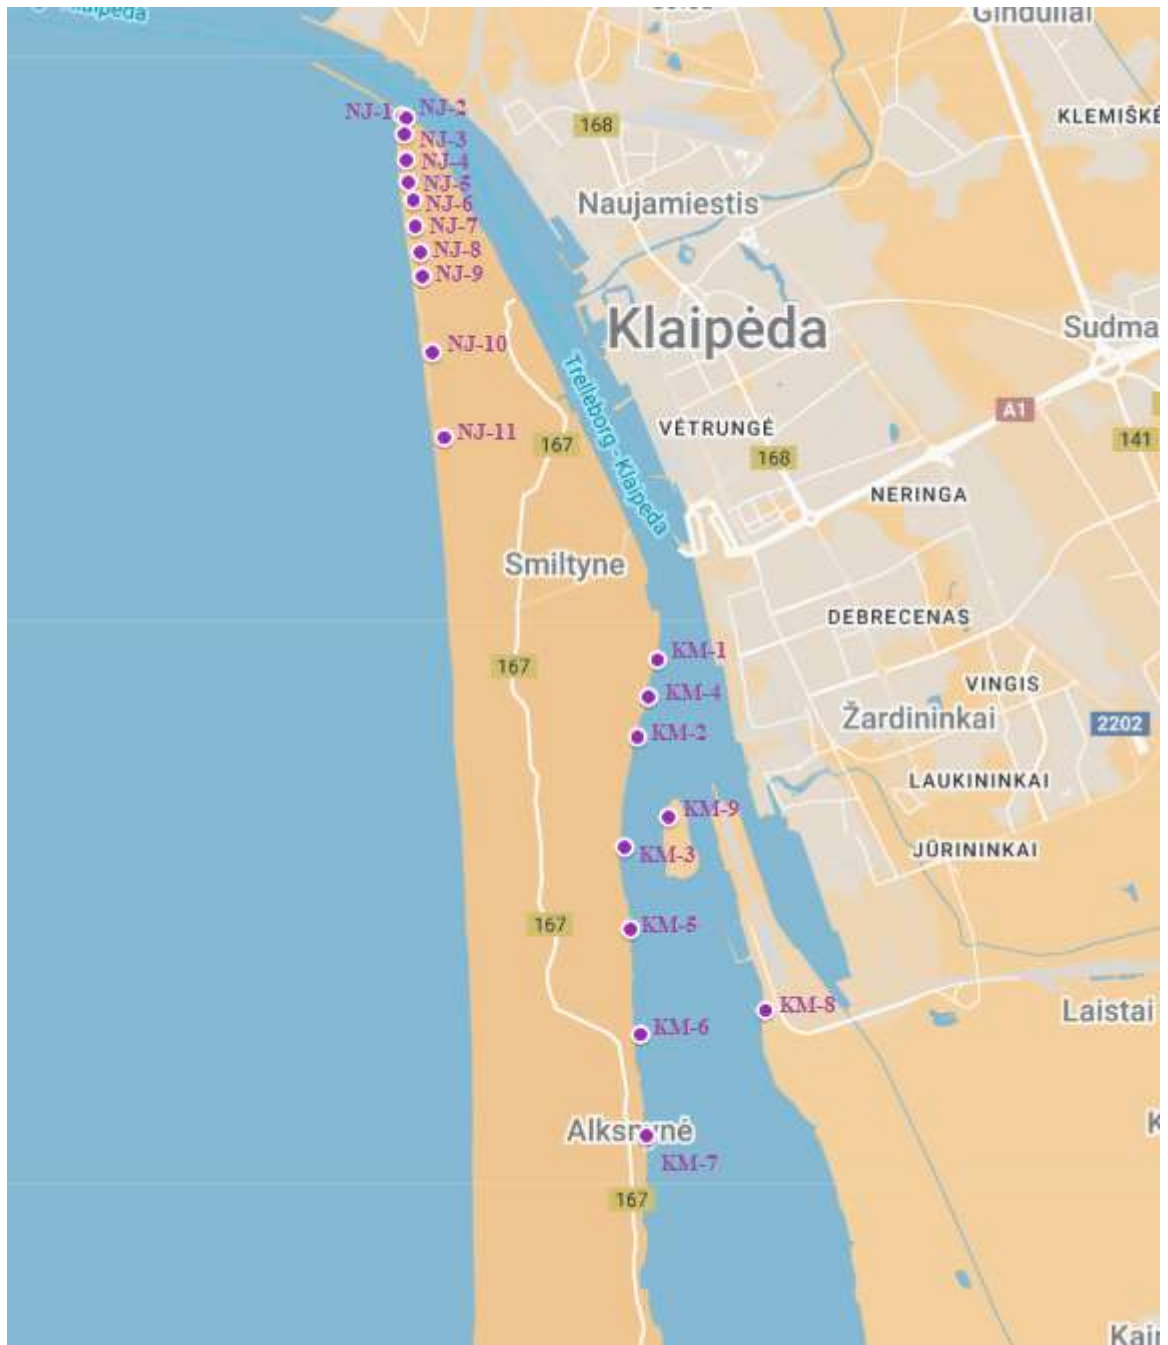 Ginduliai
NJ-1
NJ-2
KLEMIŠKĖ
168
NJ-3
NJ-4
NJ-5
NJ-6
Naujamiestis
NJ-7
NJ-8
NJ-9
Klaipėda
Sudma
NJ-10
Trelleborg - Klaipėda
A1
NJ-11
167
VĖTRUNGĖ
168
141
NERINGA
Smiltyne
DEBRECENAS
KM-1
167
KM-4
VINGIS
Žardininkai
2202
KM-2
LAUKININKAI
KM-9
KM-3
JŪRININKAI
167
KM-5
KM-8
Laistai
KM-6
Alksnynė
KM-7
167